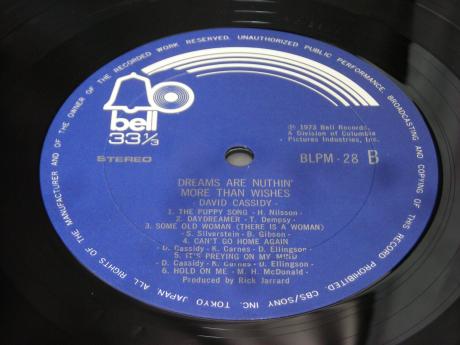 MANUFACTURER AND OF THE OWNER OF THE RECORDED WORK RESERVED. UNAUTHORIZED PUBLIC PERFORMANCE, BROADCASTING AND COPYING OF THIS RECORD PROHIBITED. CBS/SONY INC. TOKYO JAPAN. ALL RIGHTS OF THE
bell
33 1/3
STEREO
℗ 1973 Bell Records,
A Division of Columbia
Pictures Industries, Inc.
BLPM - 28 B
DREAMS ARE NUTHIN'
MORE THAN WISHES
- DAVID CASSIDY -
1. THE PUPPY SONG - H. Nilsson -
2. DAYDREAMER - T. Dempsy -
3. SOME OLD WOMAN (THERE IS A WOMAN)
- S. Silverstein - B. Gibson -
4. CAN'T GO HOME AGAIN
- D. Cassidy - K. Carnes - D. Ellingson -
5. IT'S PREYING ON MY MIND
- D. Cassidy - K. Carnes - D. Ellingson -
6. HOLD ON ME - M. H. McDonald -
Produced by Rick Jarrard